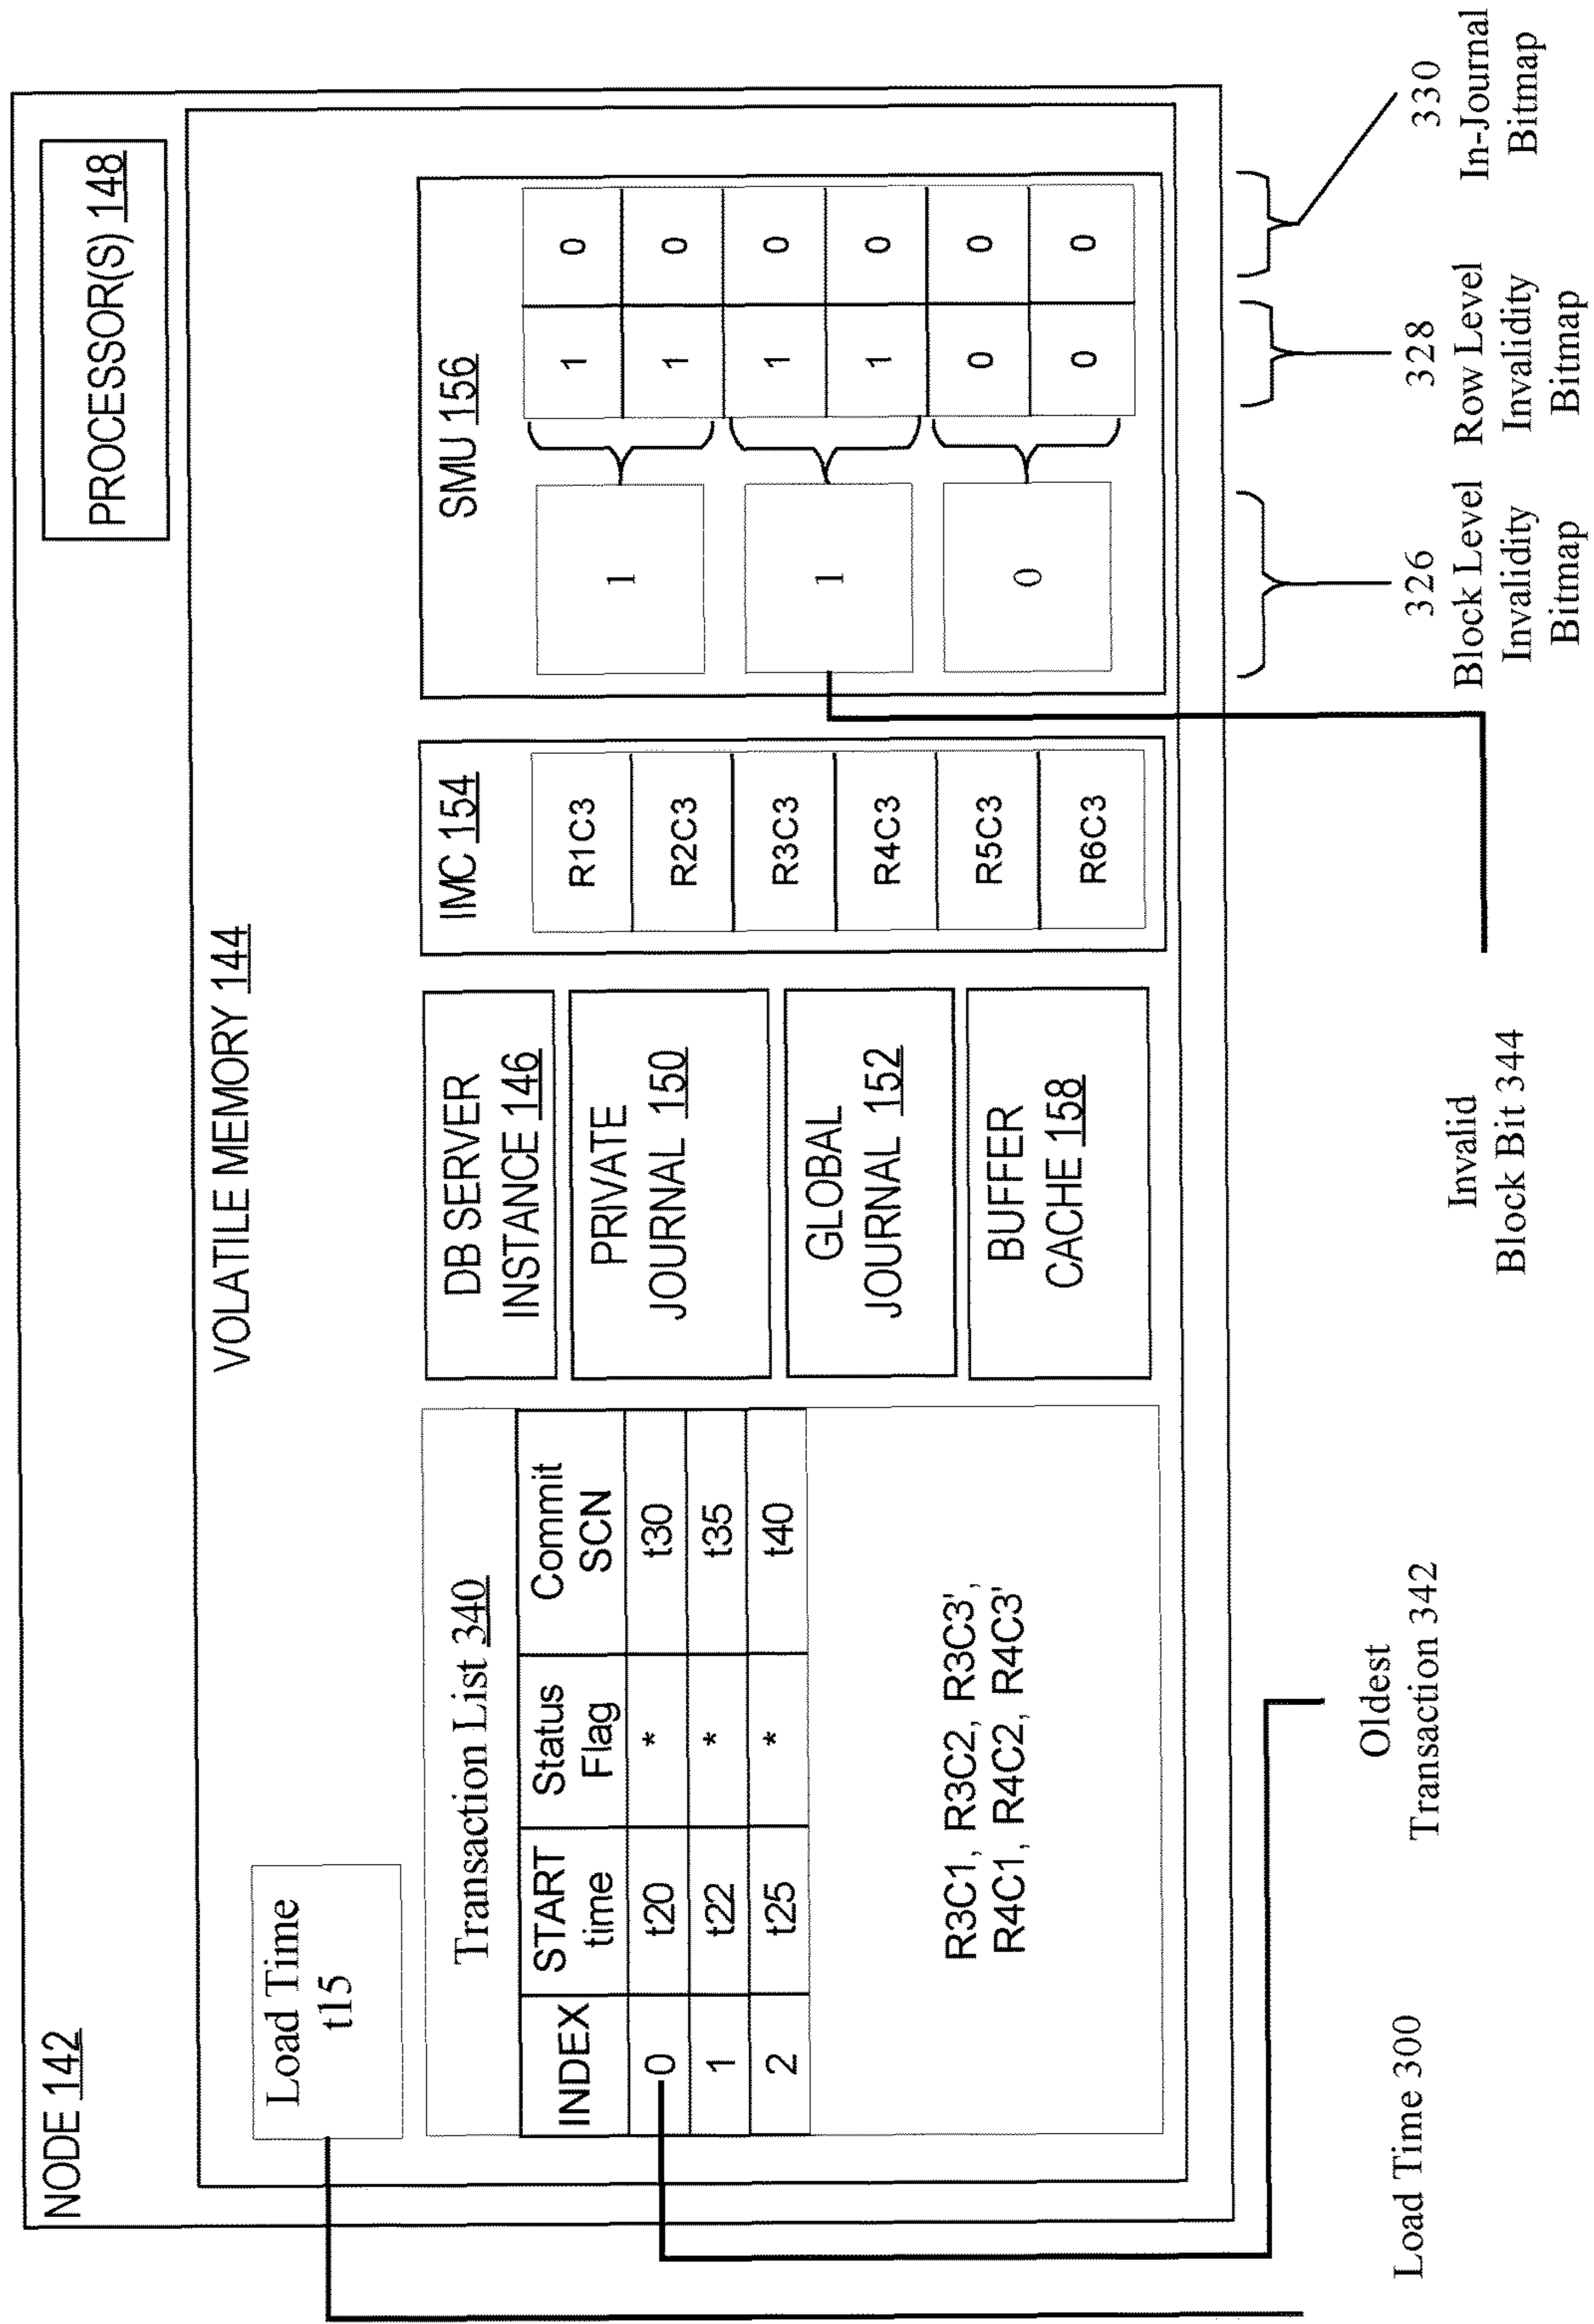 NODE 142
PROCESSOR(S) 148
VOLATILE MEMORY 144
Load Time
t15
Transaction List 340
INDEX START time Status Flag Commit SCN
0 t20 * t30
1 t22 * t35
2 t25 * t40
R3C1, R3C2, R3C3',
R4C1, R4C2, R4C3'
DB SERVER
INSTANCE 146
PRIVATE
JOURNAL 150
GLOBAL
JOURNAL 152
BUFFER
CACHE 158
IMC 154
R1C3
R2C3
R3C3
R4C3
R5C3
R6C3
SMU 156
1
1
0
1 0
1 0
1 0
1 0
0 0
0 0
Load Time 300
Oldest
Transaction 342
Invalid
Block Bit 344
326
Block Level
Invalidity
Bitmap
328
Row Level
Invalidity
Bitmap
330
In-Journal
Bitmap